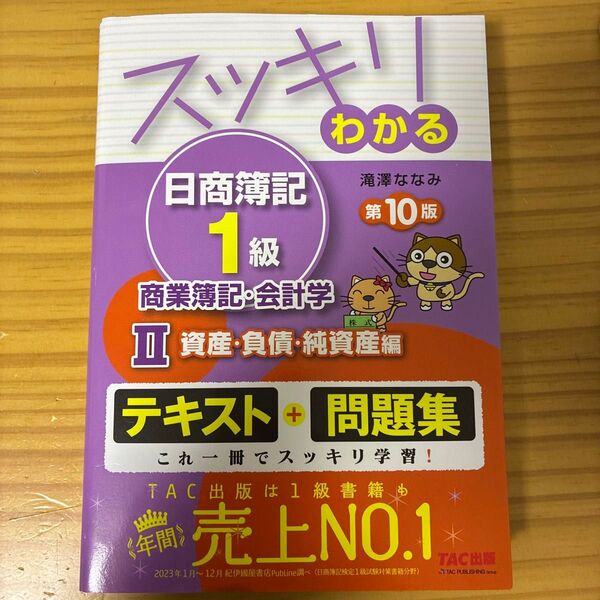 スッキリ
わかる
滝澤ななみ
第10版
日商簿記
1級
商業簿記・会計学
株式
II 資産・負債・純資産編
テキスト+問題集
これ一冊でスッキリ学習!
TAC出版は1級書籍も
年間
売上NO.1
2023年1月~12月 紀伊國屋書店PubLine調べ(日商簿記検定1級試験対策書籍分野)
TAC出版
TAC PUBLISHING Group